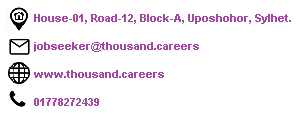 House-01, Road-12, Block-A, Uposhohor, Sylhet.
jobseeker@thousand.careers
www.thousand.careers
01778272439